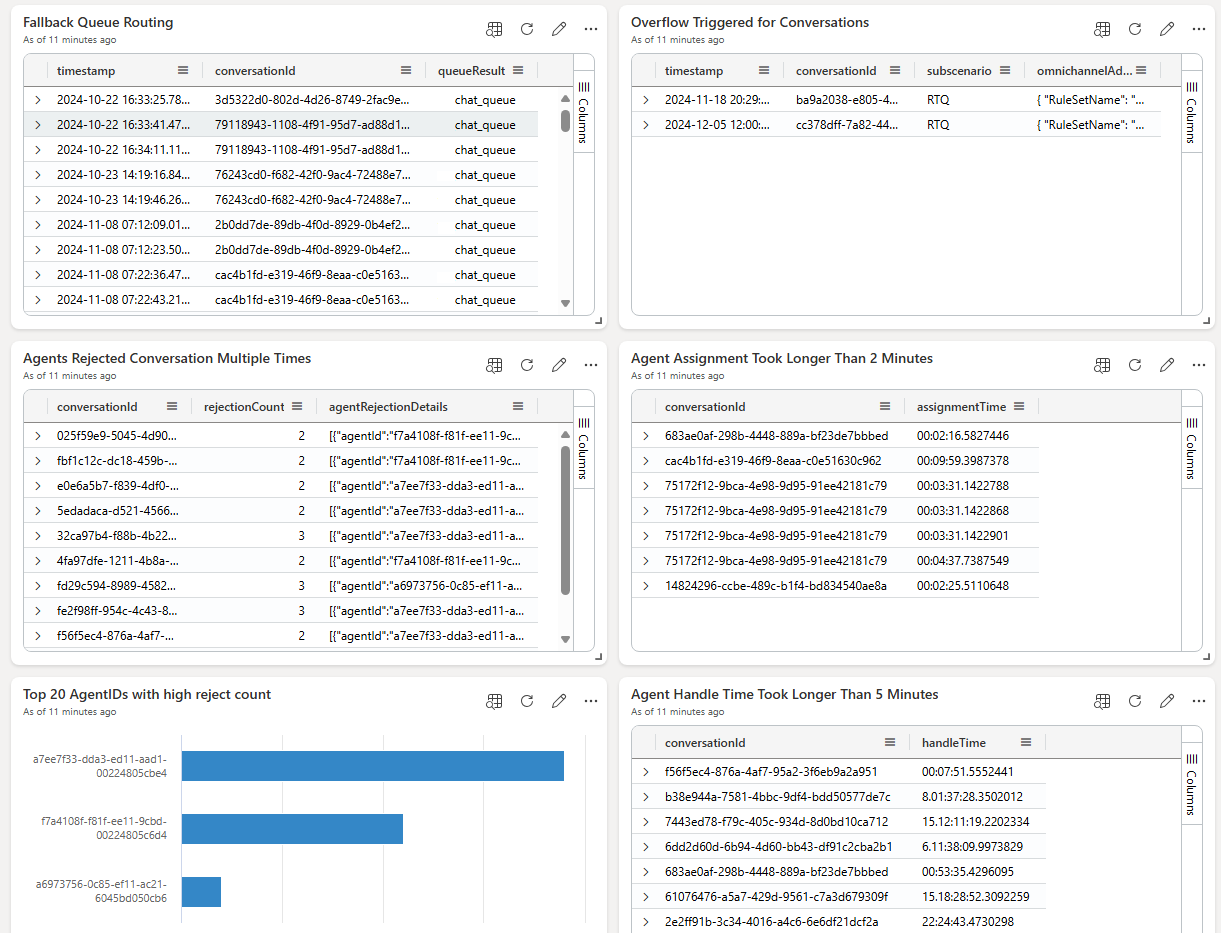 Fallback Queue Routing
As of 11 minutes ago
timestamp conversationId queueResult
2024-10-22 16:33:25.78... 3d5322d0-802d-4d26-8749-2fac9e... chat_queue
2024-10-22 16:33:41.47... 79118943-1108-4f91-95d7-ad88d1... chat_queue
2024-10-22 16:34:11.11... 79118943-1108-4f91-95d7-ad88d1... chat_queue
2024-10-23 14:19:16.84... 76243cd0-f682-42f0-9ac4-72488e7... chat_queue
2024-10-23 14:19:46.26... 76243cd0-f682-42f0-9ac4-72488e7... chat_queue
2024-11-08 07:12:09.01... 2b0dd7de-89db-4f0d-8929-0b4ef2... chat_queue
2024-11-08 07:12:23.50... 2b0dd7de-89db-4f0d-8929-0b4ef2... chat_queue
2024-11-08 07:22:36.47... cac4b1fd-e319-46f9-8eaa-c0e5163... chat_queue
2024-11-08 07:22:43.21... cac4b1fd-e319-46f9-8eaa-c0e5163... chat_queue
Columns
Overflow Triggered for Conversations
As of 11 minutes ago
timestamp conversationId subscenario omnichannelAd...
2024-11-18 20:29:... ba9a2038-e805-4... RTQ { "RuleSetName": "...
2024-12-05 12:00:... cc378dff-7a82-44... RTQ { "RuleSetName": "...
Columns
Agents Rejected Conversation Multiple Times
As of 11 minutes ago
conversationId rejectionCount agentRejectionDetails
025f59e9-5045-4d90... 2 [{"agentId":"f7a4108f-f81f-ee11-9c...
fbf1c12c-dc18-459b-... 2 [{"agentId":"f7a4108f-f81f-ee11-9c...
e0e6a5b7-f839-4df0-... 2 [{"agentId":"a7ee7f33-dda3-ed11-a...
5edadaca-d521-4566... 2 [{"agentId":"a7ee7f33-dda3-ed11-a...
32ca97b4-f88b-4b22... 3 [{"agentId":"a7ee7f33-dda3-ed11-a...
4fa97dfe-1211-4b8a-... 2 [{"agentId":"f7a4108f-f81f-ee11-9c...
fd29c594-8989-4582... 3 [{"agentId":"a6973756-0c85-ef11-a...
fe2f98ff-954c-4c43-8... 3 [{"agentId":"a7ee7f33-dda3-ed11-a...
f56f5ec4-876a-4af7-... 2 [{"agentId":"a7ee7f33-dda3-ed11-a...
Columns
Agent Assignment Took Longer Than 2 Minutes
As of 11 minutes ago
conversationId assignmentTime
683ae0af-298b-4448-889a-bf23de7bbbed 00:02:16.5827446
cac4b1fd-e319-46f9-8eaa-c0e51630c962 00:09:59.3987378
75172f12-9bca-4e98-9d95-91ee42181c79 00:03:31.1422788
75172f12-9bca-4e98-9d95-91ee42181c79 00:03:31.1422868
75172f12-9bca-4e98-9d95-91ee42181c79 00:03:31.1422901
75172f12-9bca-4e98-9d95-91ee42181c79 00:04:37.7387549
14824296-ccbe-489c-b1f4-bd834540ae8a 00:02:25.5110648
Columns
Top 20 AgentIDs with high reject count
As of 11 minutes ago
a7ee7f33-dda3-ed11-aad1-
00224805cbe4
f7a4108f-f81f-ee11-9cbd-
00224805c6d4
a6973756-0c85-ef11-ac21-
6045bd050cb6
Agent Handle Time Took Longer Than 5 Minutes
As of 11 minutes ago
conversationId handleTime
f56f5ec4-876a-4af7-95a2-3f6eb9a2a951 00:07:51.5552441
b38e944a-7581-4bbc-9df4-bdd50577de7c 8.01:37:28.3502012
7443ed78-f79c-405c-934d-8d0bd10ca712 15.12:11:19.2202334
6dd2d60d-6b94-4d60-bb43-df91c2cba2b1 6.11:38:09.9973829
683ae0af-298b-4448-889a-bf23de7bbbed 00:53:35.4296095
61076476-a5a7-429d-9561-c7a3d679309f 15.18:28:52.3092259
2e2ff91b-3c34-4016-a4c6-6e6df21dcf2a 22:24:43.4730298
Columns